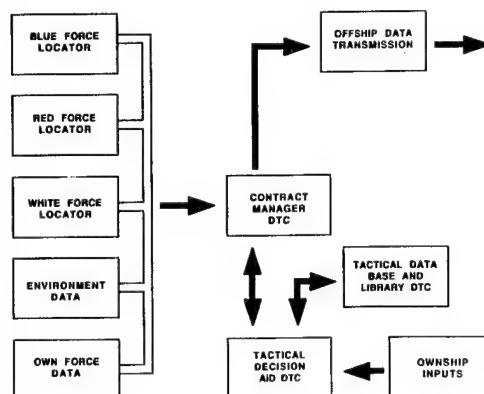 BLUE FORCE
LOCATOR
RED FORCE
LOCATOR
WHITE FORCE
LOCATOR
ENVIRONMENT
DATA
OWN FORCE
DATA
OFFSHIP DATA
TRANSMISSION
CONTRACT
MANAGER
DTC
TACTICAL DATA
BASE AND
LIBRARY DTC
TACTICAL
DECISION
AID DTC
OWNSHIP
INPUTS